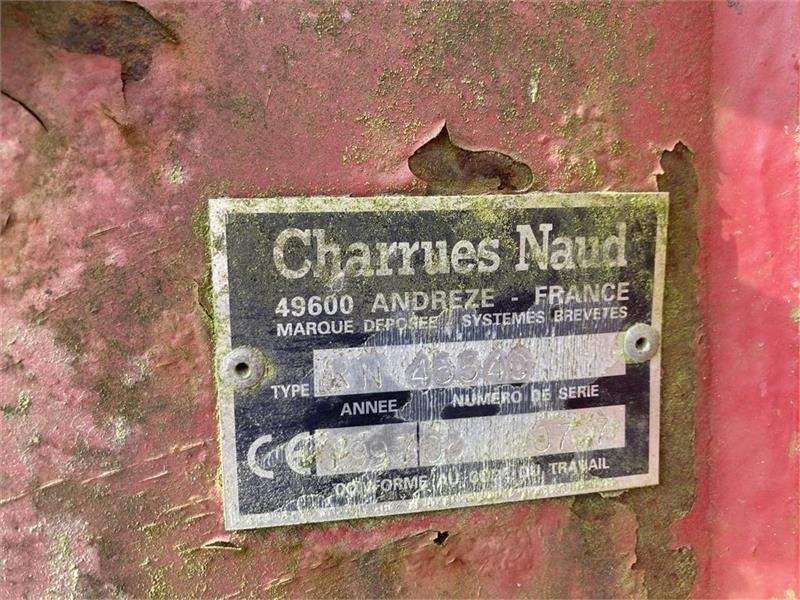 Charrues Naud
49600 ANDREZE - FRANCE
MARQUE DEPOSEE SYSTEMES BREVETES
TYPE
ANNEE NUMERO DE SERIE
CE
CONFORME AU CODE DU TRAVAIL